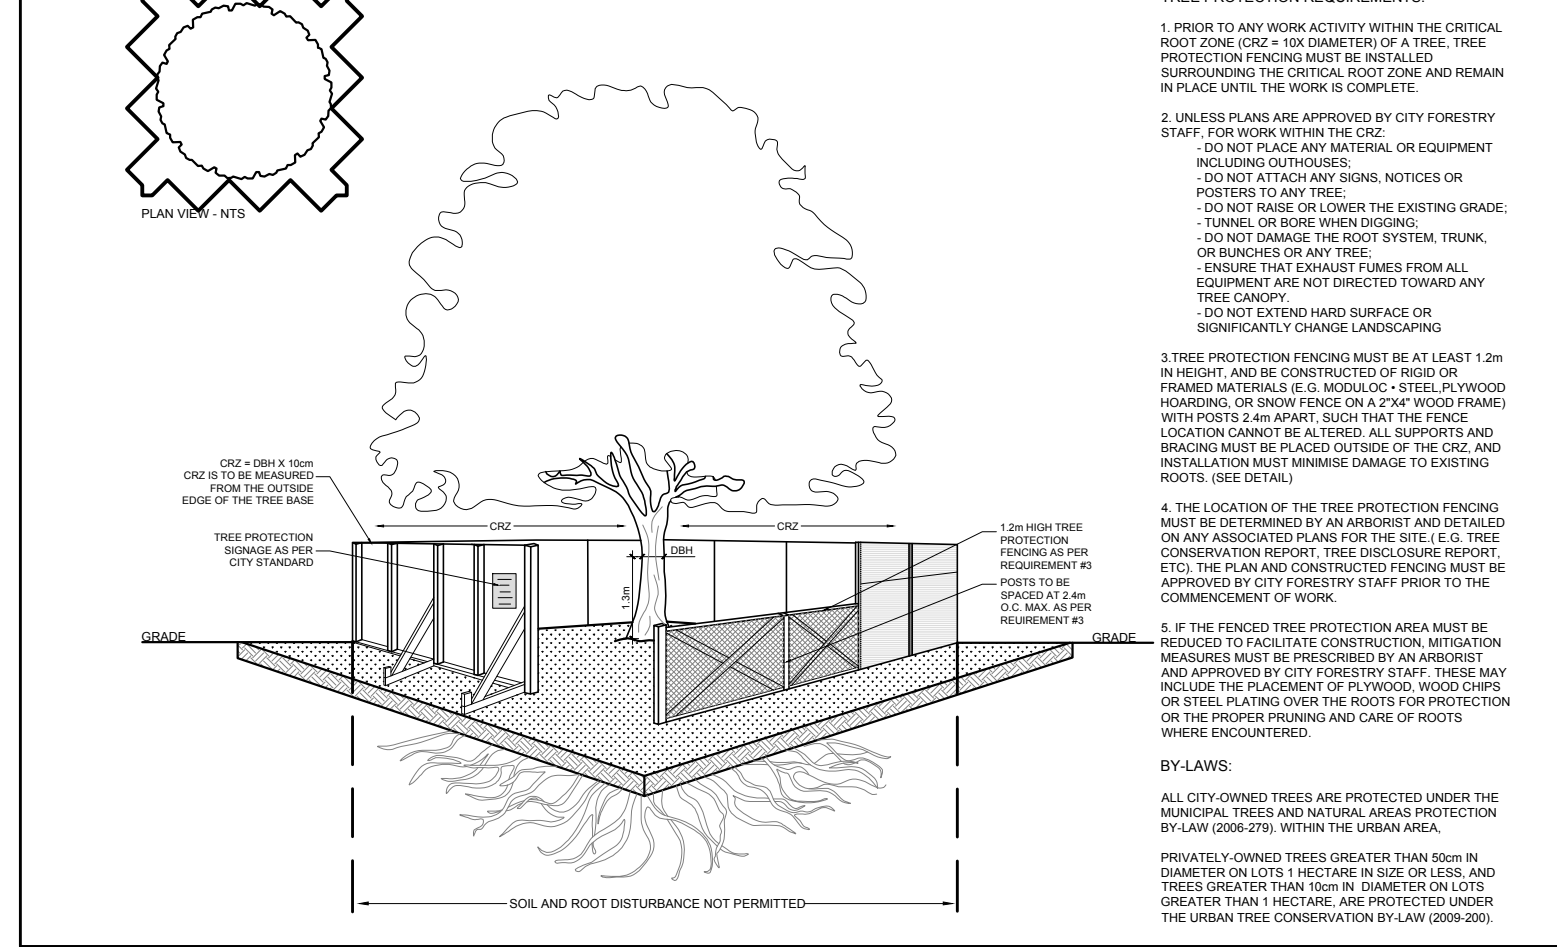 TREE PROTECTION REQUIREMENTS:
1. PRIOR TO ANY WORK ACTIVITY WITHIN THE CRITICAL
ROOT ZONE (CRZ = 10X DIAMETER) OF A TREE, TREE
PROTECTION FENCING MUST BE INSTALLED
SURROUNDING THE CRITICAL ROOT ZONE AND REMAIN
IN PLACE UNTIL THE WORK IS COMPLETE.
2. UNLESS PLANS ARE APPROVED BY CITY FORESTRY
STAFF, FOR WORK WITHIN THE CRZ:
- DO NOT PLACE ANY MATERIAL OR EQUIPMENT
INCLUDING OUTHOUSES;
- DO NOT ATTACH ANY SIGNS, NOTICES OR
POSTERS TO ANY TREE;
- DO NOT RAISE OR LOWER THE EXISTING GRADE;
- TUNNEL OR BORE WHEN DIGGING;
- DO NOT DAMAGE THE ROOT SYSTEM, TRUNK,
OR BUNCHES OR ANY TREE;
- ENSURE THAT EXHAUST FUMES FROM ALL
EQUIPMENT ARE NOT DIRECTED TOWARD ANY
TREE CANOPY.
- DO NOT EXTEND HARD SURFACE OR
SIGNIFICANTLY CHANGE LANDSCAPING
3.TREE PROTECTION FENCING MUST BE AT LEAST 1.2m
IN HEIGHT, AND BE CONSTRUCTED OF RIGID OR
FRAMED MATERIALS (E.G. MODULOC • STEEL,PLYWOOD
HOARDING, OR SNOW FENCE ON A 2"X4" WOOD FRAME)
WITH POSTS 2.4m APART, SUCH THAT THE FENCE
LOCATION CANNOT BE ALTERED. ALL SUPPORTS AND
BRACING MUST BE PLACED OUTSIDE OF THE CRZ, AND
INSTALLATION MUST MINIMISE DAMAGE TO EXISTING
ROOTS. (SEE DETAIL)
4. THE LOCATION OF THE TREE PROTECTION FENCING
MUST BE DETERMINED BY AN ARBORIST AND DETAILED
ON ANY ASSOCIATED PLANS FOR THE SITE.( E.G. TREE
CONSERVATION REPORT, TREE DISCLOSURE REPORT,
ETC). THE PLAN AND CONSTRUCTED FENCING MUST BE
APPROVED BY CITY FORESTRY STAFF PRIOR TO THE
COMMENCEMENT OF WORK.
5. IF THE FENCED TREE PROTECTION AREA MUST BE
REDUCED TO FACILITATE CONSTRUCTION, MITIGATION
MEASURES MUST BE PRESCRIBED BY AN ARBORIST
AND APPROVED BY CITY FORESTRY STAFF. THESE MAY
INCLUDE THE PLACEMENT OF PLYWOOD, WOOD CHIPS
OR STEEL PLATING OVER THE ROOTS FOR PROTECTION
OR THE PROPER PRUNING AND CARE OF ROOTS
WHERE ENCOUNTERED.
BY-LAWS:
ALL CITY-OWNED TREES ARE PROTECTED UNDER THE
MUNICIPAL TREES AND NATURAL AREAS PROTECTION
BY-LAW (2006-279). WITHIN THE URBAN AREA,
PRIVATELY-OWNED TREES GREATER THAN 50cm IN
DIAMETER ON LOTS 1 HECTARE IN SIZE OR LESS, AND
TREES GREATER THAN 10cm IN DIAMETER ON LOTS
GREATER THAN 1 HECTARE, ARE PROTECTED UNDER
THE URBAN TREE CONSERVATION BY-LAW (2009-200).
PLAN VIEW - NTS
CRZ = DBH X 10cm
CRZ IS TO BE MEASURED
FROM THE OUTSIDE
EDGE OF THE TREE BASE
TREE PROTECTION
SIGNAGE AS PER
CITY STANDARD
CRZ
CRZ
DBH
1.3m
1.2m HIGH TREE
PROTECTION
FENCING AS PER
REQUIREMENT #3
POSTS TO BE
SPACED AT 2.4m
O.C. MAX. AS PER
REUIREMENT #3
GRADE
GRADE
SOIL AND ROOT DISTURBANCE NOT PERMITTED